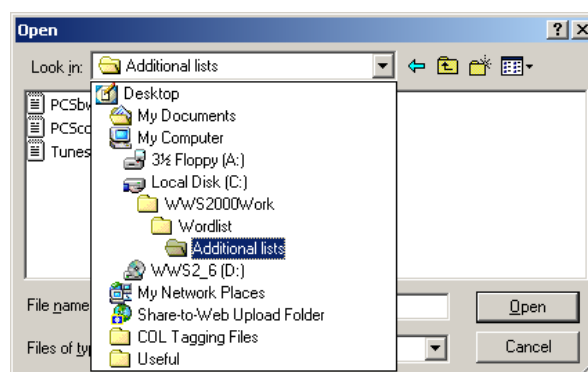 Open
Look in: Additional lists
Desktop
My Documents
My Computer
3½ Floppy (A:)
Local Disk (C:)
WWS2000Work
Wordlist
Additional lists
WWS2_6 (D:)
My Network Places
Share-to-Web Upload Folder
COL Tagging Files
Useful
PCSbw
PCScc
Tunes
File name
Open
Files of ty
Cancel